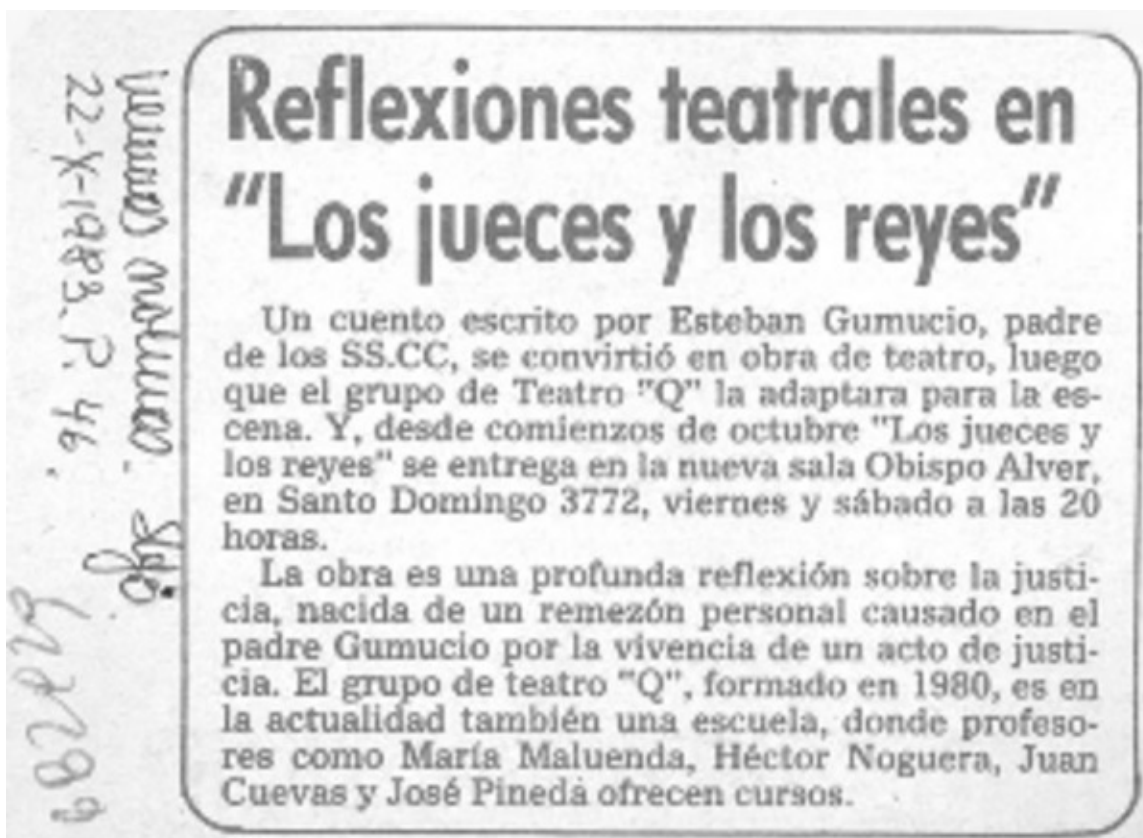 Reflexiones teatrales en
"Los jueces y los reyes"
Un cuento escrito por Esteban Gumucio, padre
de los SS.CC, se convirtió en obra de teatro, luego
que el grupo de Teatro "Q" la adaptara para la es-
cena. Y, desde comienzos de octubre "Los jueces y
los reyes" se entrega en la nueva sala Obispo Alver,
en Santo Domingo 3772, viernes y sábado a las 20
horas.
La obra es una profunda reflexión sobre la justi-
cia, nacida de un remezón personal causado en el
padre Gumucio por la vivencia de un acto de justi-
cia. El grupo de teatro "Q", formado en 1980, es en
la actualidad también una escuela, donde profeso-
res como María Maluenda, Héctor Noguera, Juan
Cuevas y José Pineda ofrecen cursos.
Stgo
22-X-1983. P. 46.